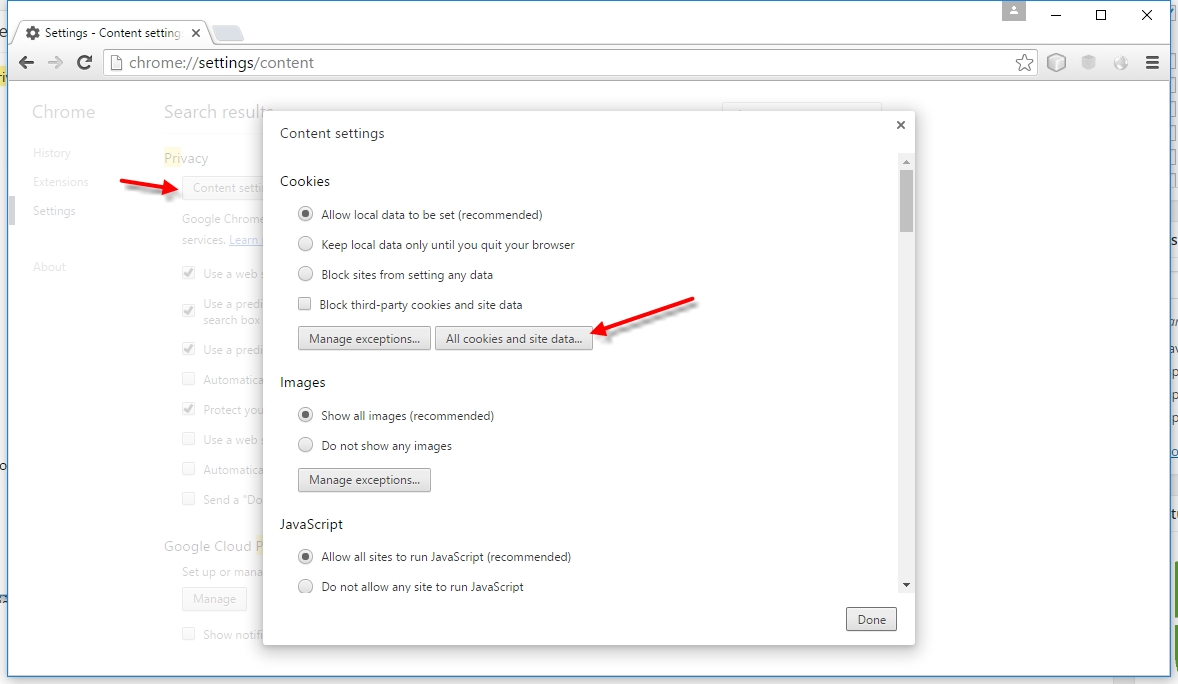 Settings - Content setting
chrome://settings/content
Chrome
Search results
History
Extensions
Settings
About
Privacy
Content setti
Google Chrome
services. Learn
Use a web s
Use a predi
search box
Use a predi
Automatica
Protect you
Use a web s
Automatica
Send a "Do
Google Cloud P
Set up or mana
Manage
Show notifi
Content settings
Cookies
Allow local data to be set (recommended)
Keep local data only until you quit your browser
Block sites from setting any data
Block third-party cookies and site data
Manage exceptions... All cookies and site data...
Images
Show all images (recommended)
Do not show any images
Manage exceptions...
JavaScript
Allow all sites to run JavaScript (recommended)
Do not allow any site to run JavaScript
Done